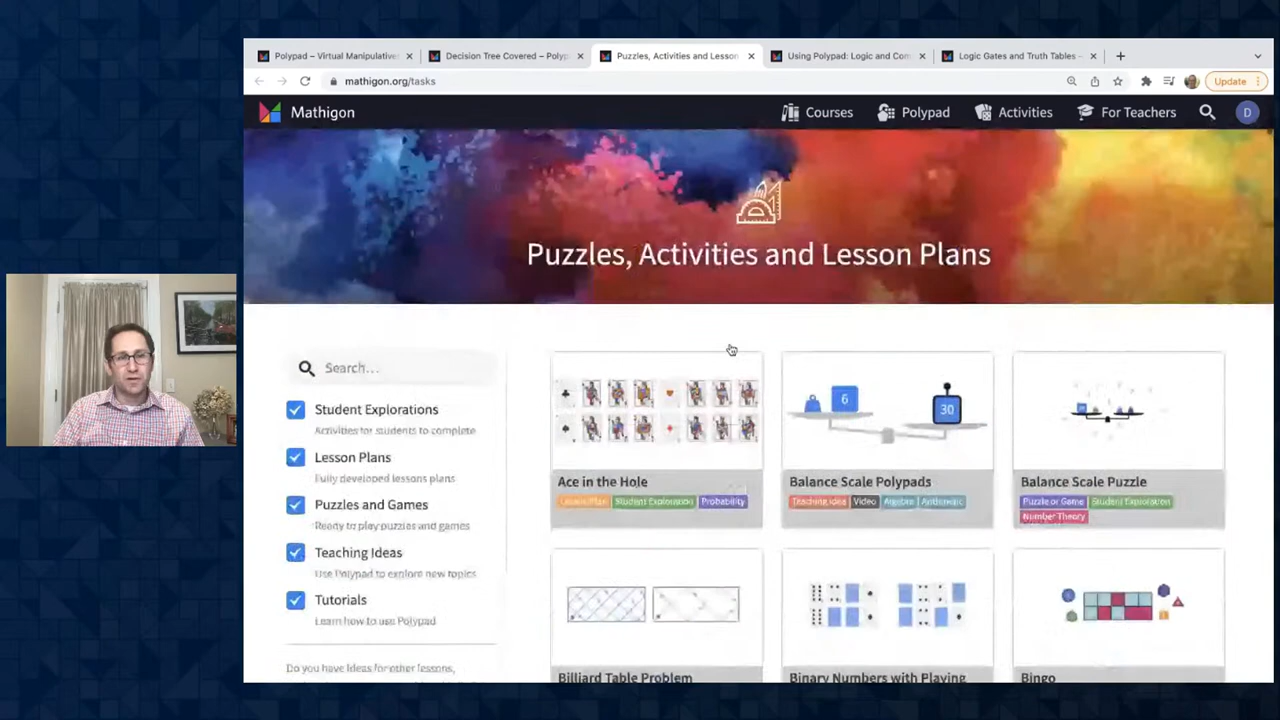 Polypad – Virtual Manipulatives
Decision Tree Covered – Polyp
Puzzles, Activities and Lesson
Using Polypad: Logic and Com
Logic Gates and Truth Tables –
mathigon.org/tasks
Update
Mathigon
Courses
Polypad
Activities
For Teachers
D
Puzzles, Activities and Lesson Plans
Search...
Student Explorations
Activities for students to complete
Lesson Plans
Fully developed lessons plans
Puzzles and Games
Ready to play puzzles and games
Teaching Ideas
Use Polypad to explore new topics
Tutorials
Learn how to use Polypad
Do you have ideas for other lessons,
6
30
Ace in the Hole
Lesson Plan Student Exploration Probability
Balance Scale Polypads
Teaching Idea Video Algebra Arithmetic
Balance Scale Puzzle
Puzzle or Game Student Exploration
Number Theory
Billiard Table Problem
Binary Numbers with Playing
Bingo